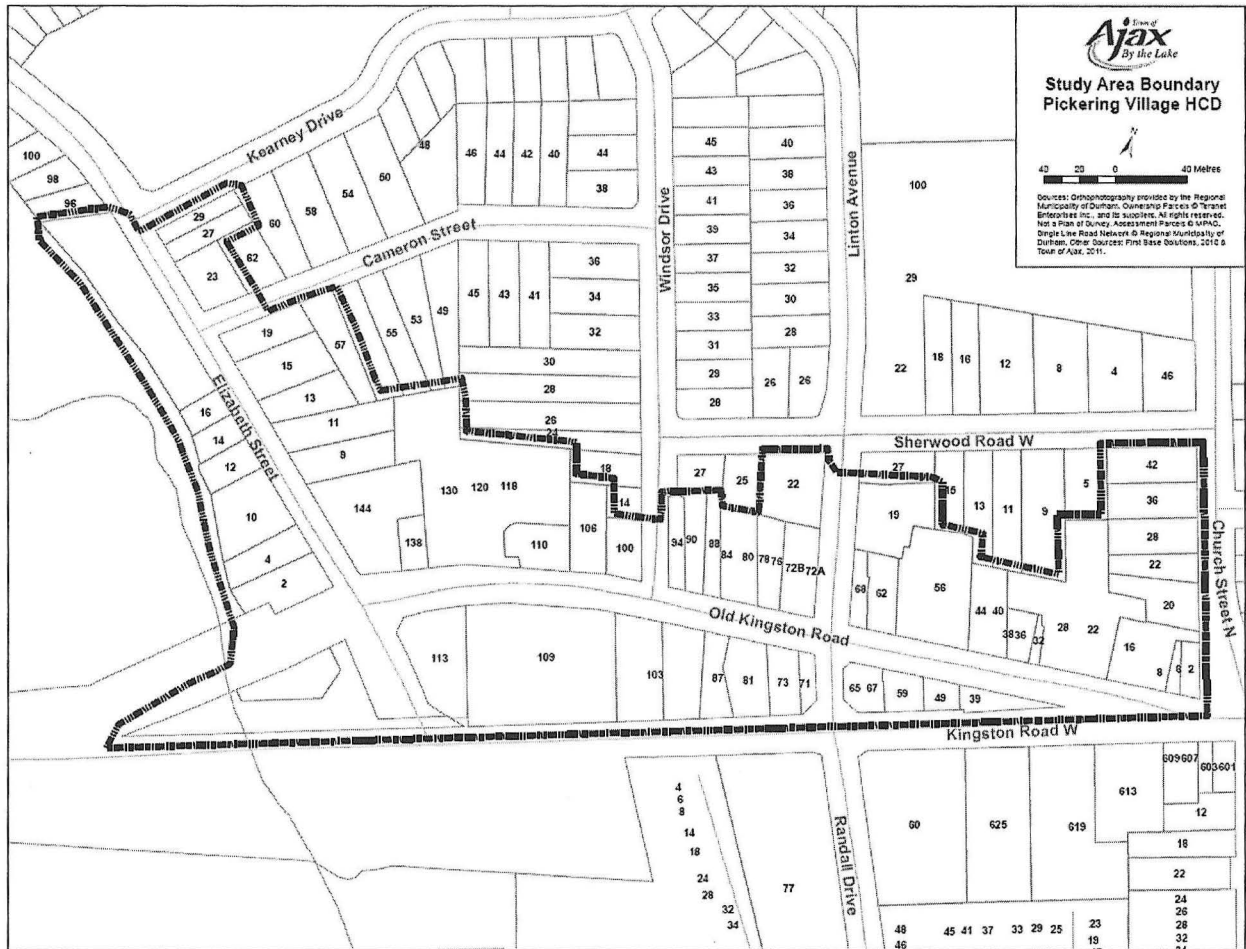 Town of
Ajax
By the Lake
Study Area Boundary
Pickering Village HCD
N
40 20 0 40 Metres
Sources: Orthophotography provided by the Regional
Municipality of Durham. Ownership Parcels © Teranet
Enterprises Inc., and its suppliers. All rights reserved.
Not a Plan of Survey. Assessment Parcels © MPAC.
Single Line Road Network © Regional Municipality of
Durham, Other Sources: First Base Solutions, 2010 &
Town of Ajax, 2011.
Kearney Drive
Cameron Street
Windsor Drive
Linton Avenue
Elizabeth Street
Sherwood Road W
Church Street N
Old Kingston Road
Kingston Road W
Randall Drive
100
98
96
29
27
23
62
60
58
54
50
48
46 44 42 40
44
38
45
43
41
39
37
35
33
31
29
28
40
38
36
34
32
30
28
26 26
100
29
22 18 16 12 8 4 46
19
15
13
11
9
57
55 53 49
45 43 41
36
34
32
30
28
26
24
18
14
16
14
12
10
4
2
144
138
130 120 118
110
106
100
27 25 22
94 90 88 84 80 78 76 72B 72A
27
19
15 13 11 9 5
42
36
28
22
20
16
8 6 2
68 62 56 44 40 38 36 32 28 22
113 109 103 87 81 73 71
65 67 59 49 39
4
6
8
14
18
24
28
32
34
77
60 625 619 613
609 607 603 601
12
18
22
24
26
28
32
48
46
45 41 37 33 29 25 23
19